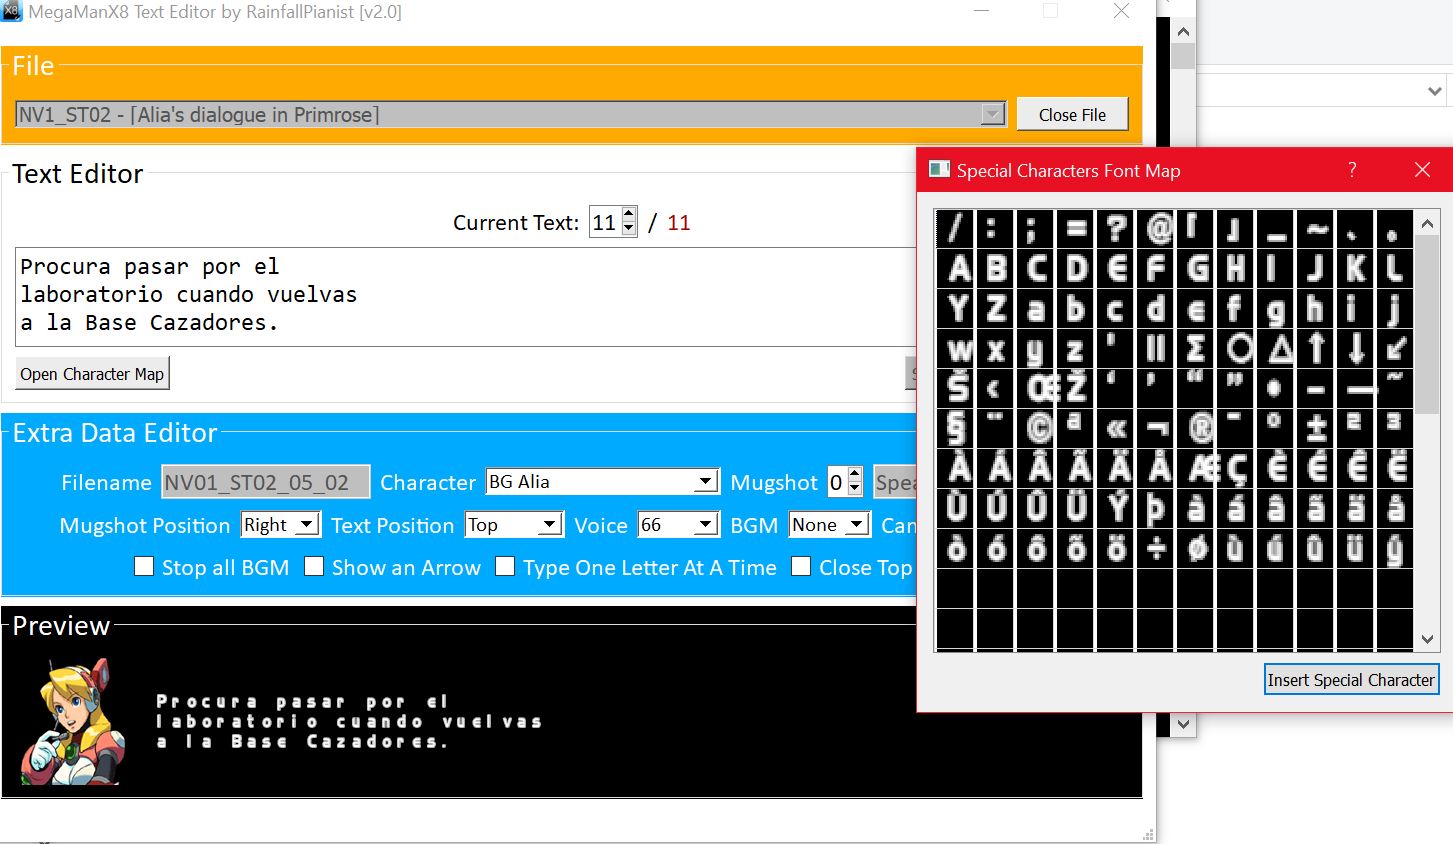 X8
MegaManX8 Text Editor by RainfallPianist [v2.0]
File
NV1_ST02 - [Alia's dialogue in Primrose]
Close File
Text Editor
Current Text: 11 / 11
Procura pasar por el
laboratorio cuando vuelvas
a la Base Cazadores.
Open Character Map
Extra Data Editor
Filename NV01_ST02_05_02 Character BG Alia Mugshot 0 Spea
Mugshot Position Right Text Position Top Voice 66 BGM None Can
Stop all BGM Show an Arrow Type One Letter At A Time Close Top
Preview
Procura pasar por el
laboratorio cuando vuelvas
a la Base Cazadores.
Special Characters Font Map
/ : ; = ? @ ｢ ｣ _ ~
A B C D E F G H I J K L
Y Z a b c d e f g h i j
w x y z ' || Σ ○ △ ↑ ↓ ↙
Š ‹ Œ Ž ‘ ’ “ ” • – — ˜
§ ¨ © ª « ¬ ® ¯ º ± ² ³
À Á Â Ã Ä Å Æ Ç È É Ê Ë
Ù Ú Û Ü Ý þ à á â ã ä å
ò ó ô õ ö ÷ ø ù ú û ü ý
Insert Special Character